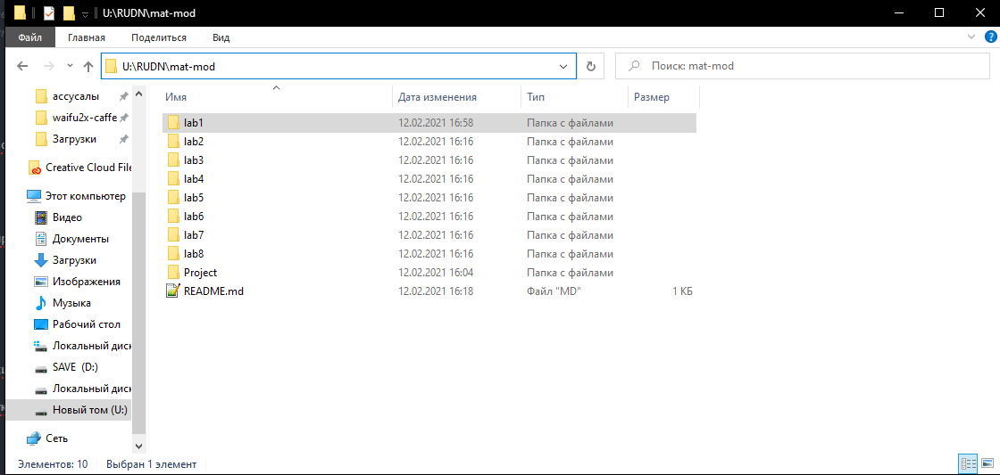 U:\RUDN\mat-mod
Файл Главная Поделиться Вид
U:\RUDN\mat-mod Поиск: mat-mod
Имя Дата изменения Тип Размер
ассусалы
waifu2x-caffe
Загрузки
Creative Cloud File
Этот компьютер
Видео
Документы
Загрузки
Изображения
Музыка
Рабочий стол
Локальный диск
SAVE (D:)
Локальный диск
Новый том (U:)
Сеть
lab1 12.02.2021 16:58 Папка с файлами
lab2 12.02.2021 16:16 Папка с файлами
lab3 12.02.2021 16:16 Папка с файлами
lab4 12.02.2021 16:16 Папка с файлами
lab5 12.02.2021 16:16 Папка с файлами
lab6 12.02.2021 16:16 Папка с файлами
lab7 12.02.2021 16:16 Папка с файлами
lab8 12.02.2021 16:16 Папка с файлами
Project 12.02.2021 16:04 Папка с файлами
README.md 12.02.2021 16:18 Файл "MD" 1 КБ
Элементов: 10 Выбран 1 элемент